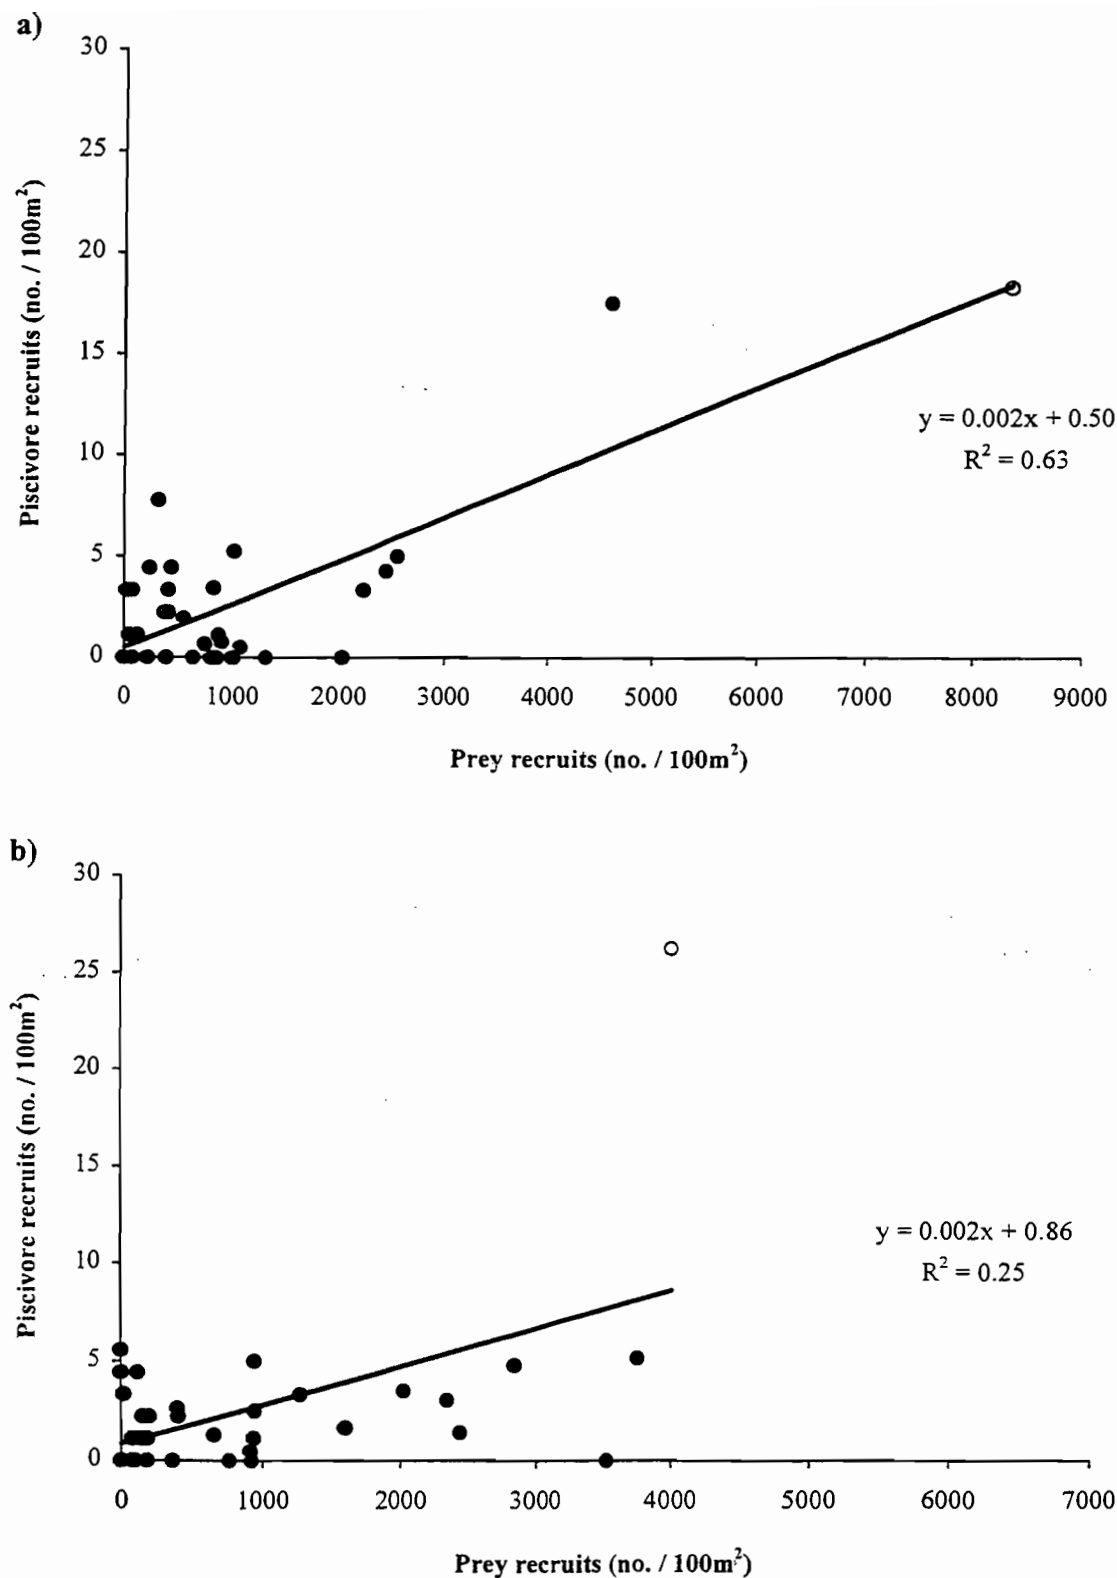 a)
30
25
20
15
10
5
0
Piscivore recruits (no. / 100m²)
y = 0.002x + 0.50
R² = 0.63
0 1000 2000 3000 4000 5000 6000 7000 8000 9000
Prey recruits (no. / 100m²)
b)
30
25
20
15
10
5
0
Piscivore recruits (no. / 100m²)
y = 0.002x + 0.86
R² = 0.25
0 1000 2000 3000 4000 5000 6000 7000
Prey recruits (no. / 100m²)